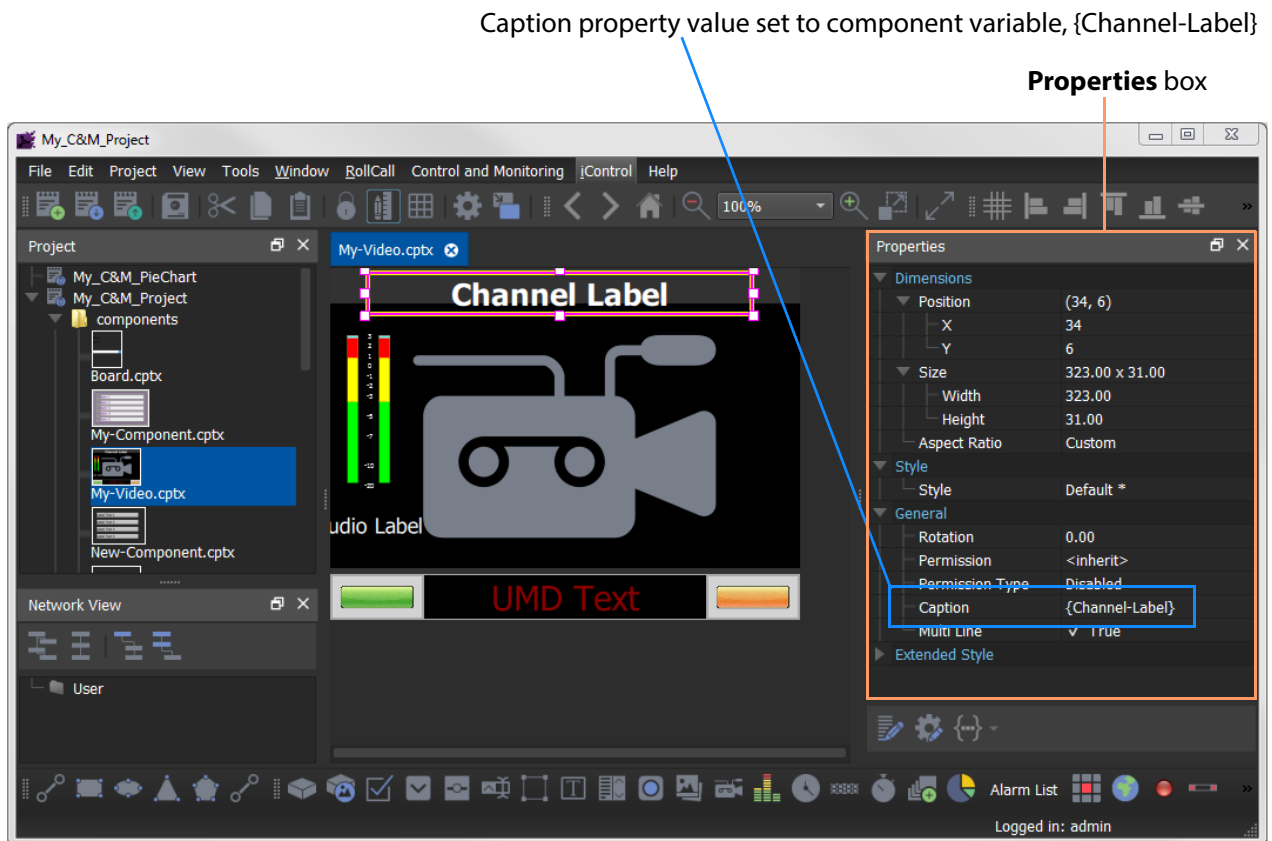 Caption property value set to component variable, {Channel-Label}
Properties box
My_C&M_Project
File Edit Project View Tools Window RollCall Control and Monitoring iControl Help
100%
»
Project
My_C&M_PieChart
My_C&M_Project
components
Board.cptx
My-Component.cptx
My-Video.cptx
New-Component.cptx
Network View
User
My-Video.cptx
Channel Label
udio Label
UMD Text
Properties
Dimensions
Position (34, 6)
X 34
Y 6
Size 323.00 x 31.00
Width 323.00
Height 31.00
Aspect Ratio Custom
Style
Style Default *
General
Rotation 0.00
Permission <inherit>
Permission Type Disabled
Caption {Channel-Label}
Multi Line ✓ True
Extended Style
Alarm List
»
Logged in: admin